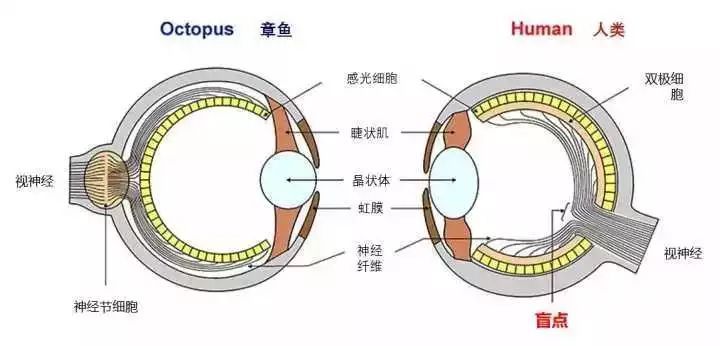 Octopus 章鱼
Human 人类
感光细胞
双极细
胞
睫状肌
视神经
晶状体
虹膜
盲点
神经
纤维
视神经
神经节细胞
盲点